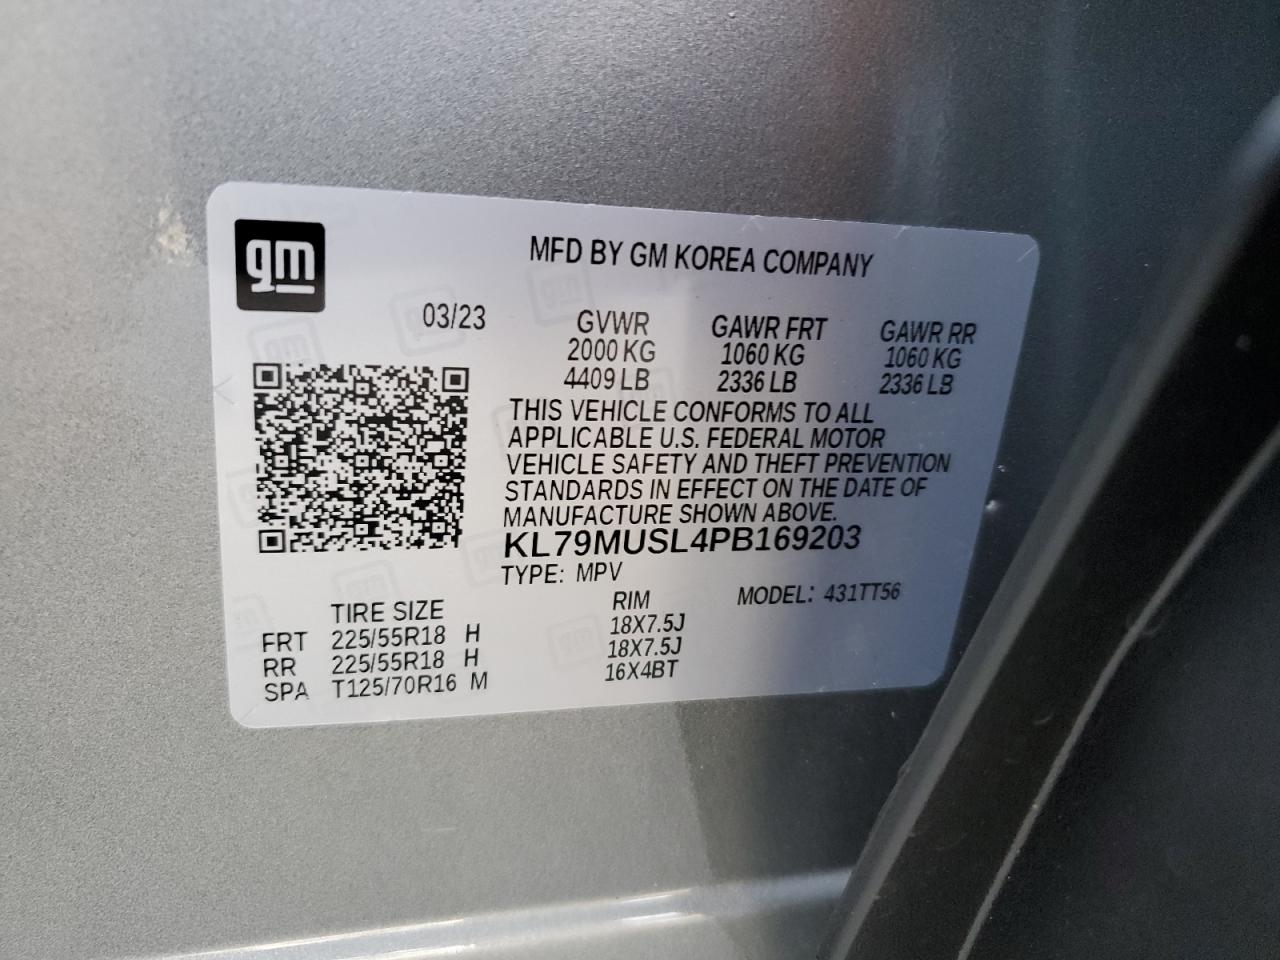 gm
MFD BY GM KOREA COMPANY
03/23
GVWR GAWR FRT GAWR RR
2000 KG 1060 KG 1060 KG
4409 LB 2336 LB 2336 LB
THIS VEHICLE CONFORMS TO ALL
APPLICABLE U.S. FEDERAL MOTOR
VEHICLE SAFETY AND THEFT PREVENTION
STANDARDS IN EFFECT ON THE DATE OF
MANUFACTURE SHOWN ABOVE.
KL79MUSL4PB169203
TYPE: MPV
MODEL: 431TT56
TIRE SIZE RIM
FRT 225/55R18 H 18X7.5J
RR 225/55R18 H 18X7.5J
SPA T125/70R16 M 16X4BT